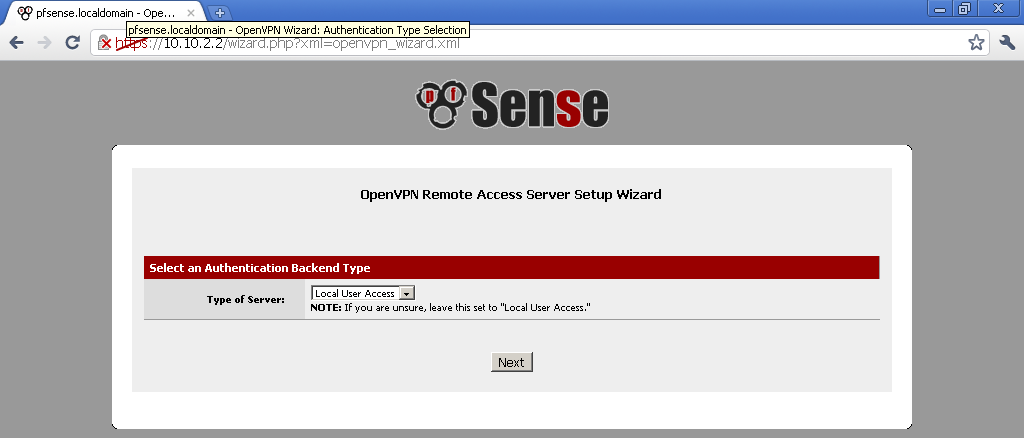 pfsense.localdomain - Ope...
pfsense.localdomain - OpenVPN Wizard: Authentication Type Selection
https://10.10.2.2/wizard.php?xml=openvpn_wizard.xml
pf Sense
OpenVPN Remote Access Server Setup Wizard
Select an Authentication Backend Type
Type of Server: Local User Access
NOTE: If you are unsure, leave this set to "Local User Access."
Next